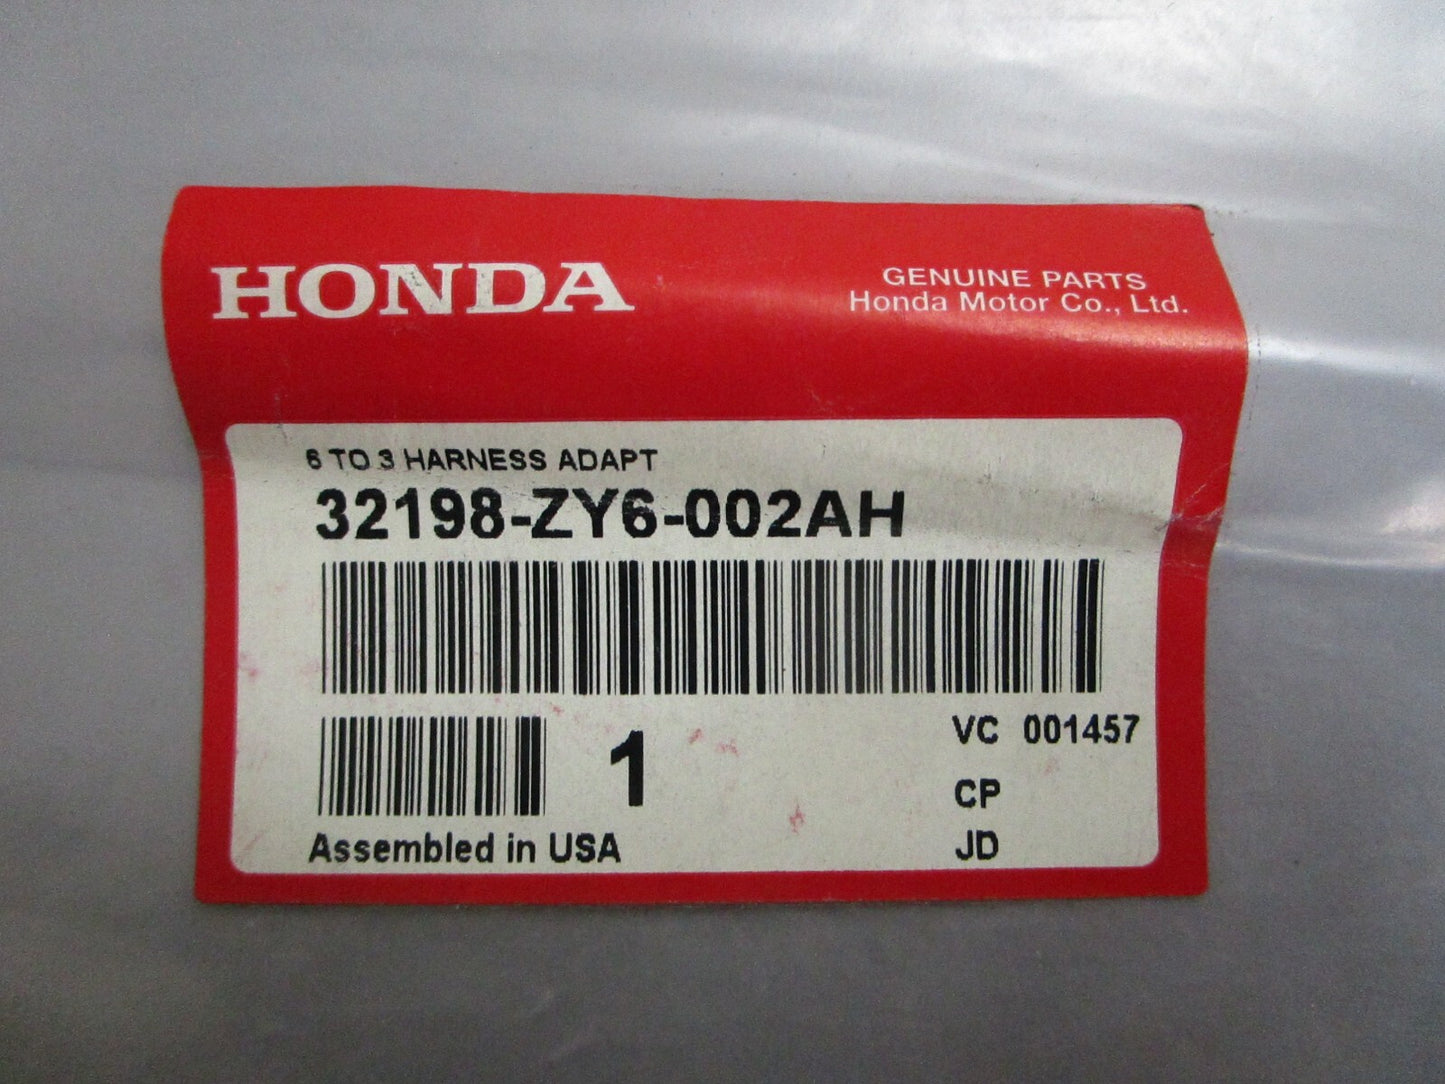 HONDA
GENUINE PARTS
Honda Motor Co., Ltd.
6 TO 3 HARNESS ADAPT
32198-ZY6-002AH
1
VC 001457
CP
JD
Assembled in USA